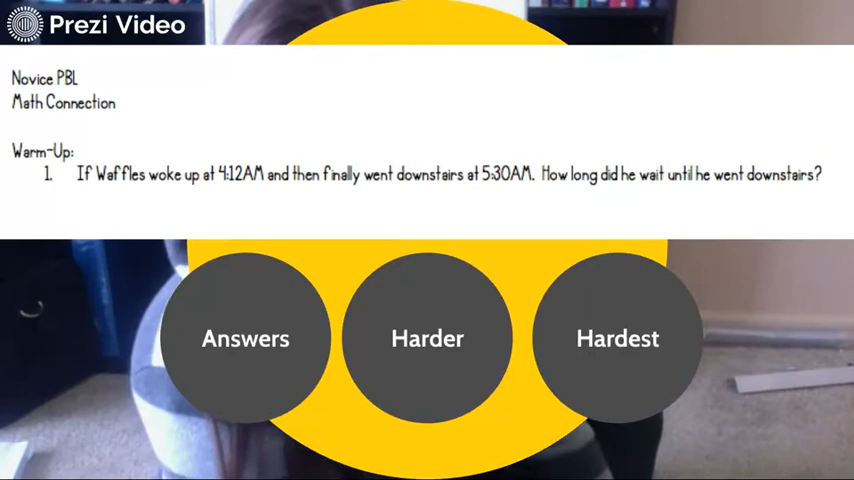 Prezi Video
Novice PBL
Math Connection
Warm-Up:
1. If Waffles woke up at 4:12AM and then finally went downstairs at 5:30AM. How long did he wait until he went downstairs?
Answers
Harder
Hardest